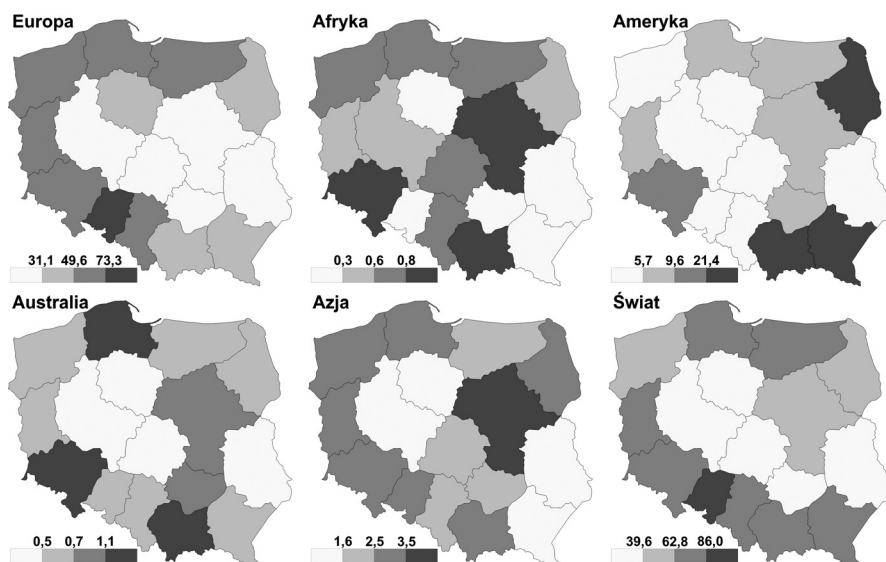 Europa
Afryka
Ameryka
31,1 49,6 73,3
0,3 0,6 0,8
5,7 9,6 21,4
Australia
Azja
Świat
0,5 0,7 1,1
1,6 2,5 3,5
39,6 62,8 86,0